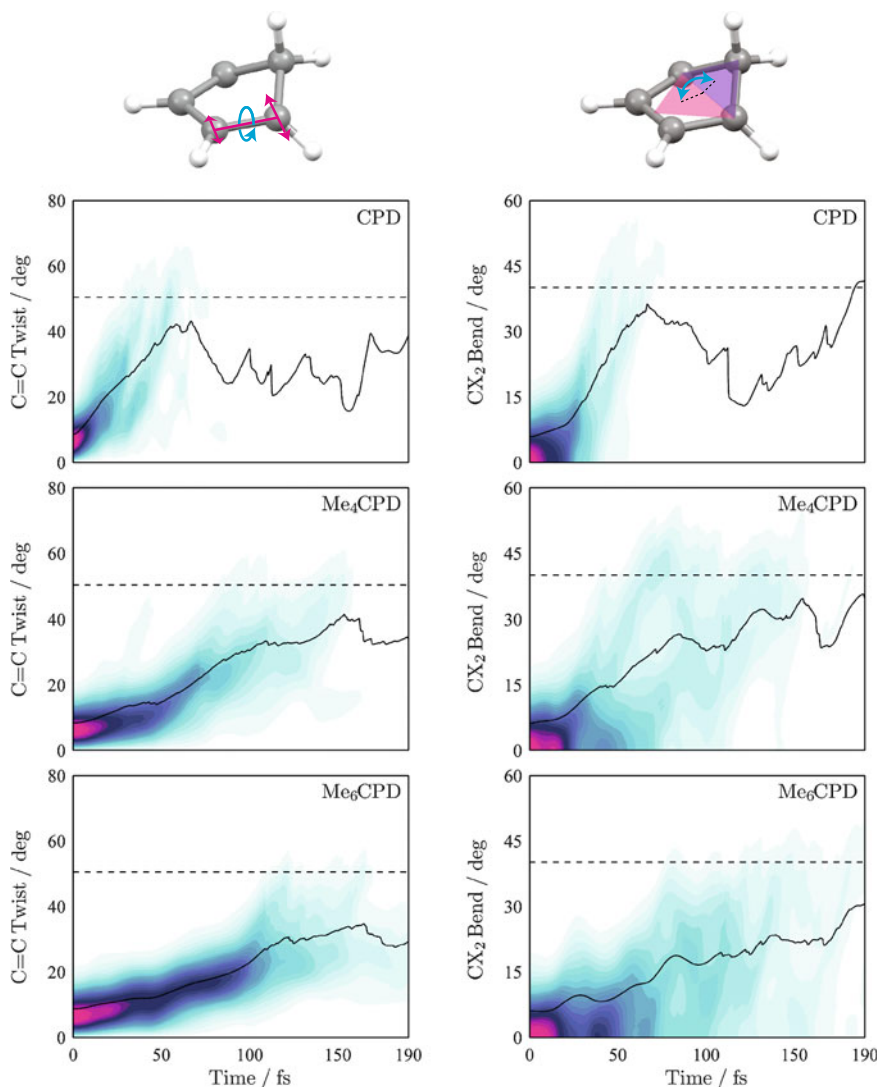 80
60
40
20
0
C=C Twist / deg
CPD
60
45
30
15
0
CX₂ Bend / deg
CPD
80
60
40
20
0
C=C Twist / deg
Me₄CPD
60
45
30
15
0
CX₂ Bend / deg
Me₄CPD
80
60
40
20
0
C=C Twist / deg
Me₆CPD
0
50
100
150
190
Time / fs
60
45
30
15
0
CX₂ Bend / deg
Me₆CPD
0
50
100
150
190
Time / fs